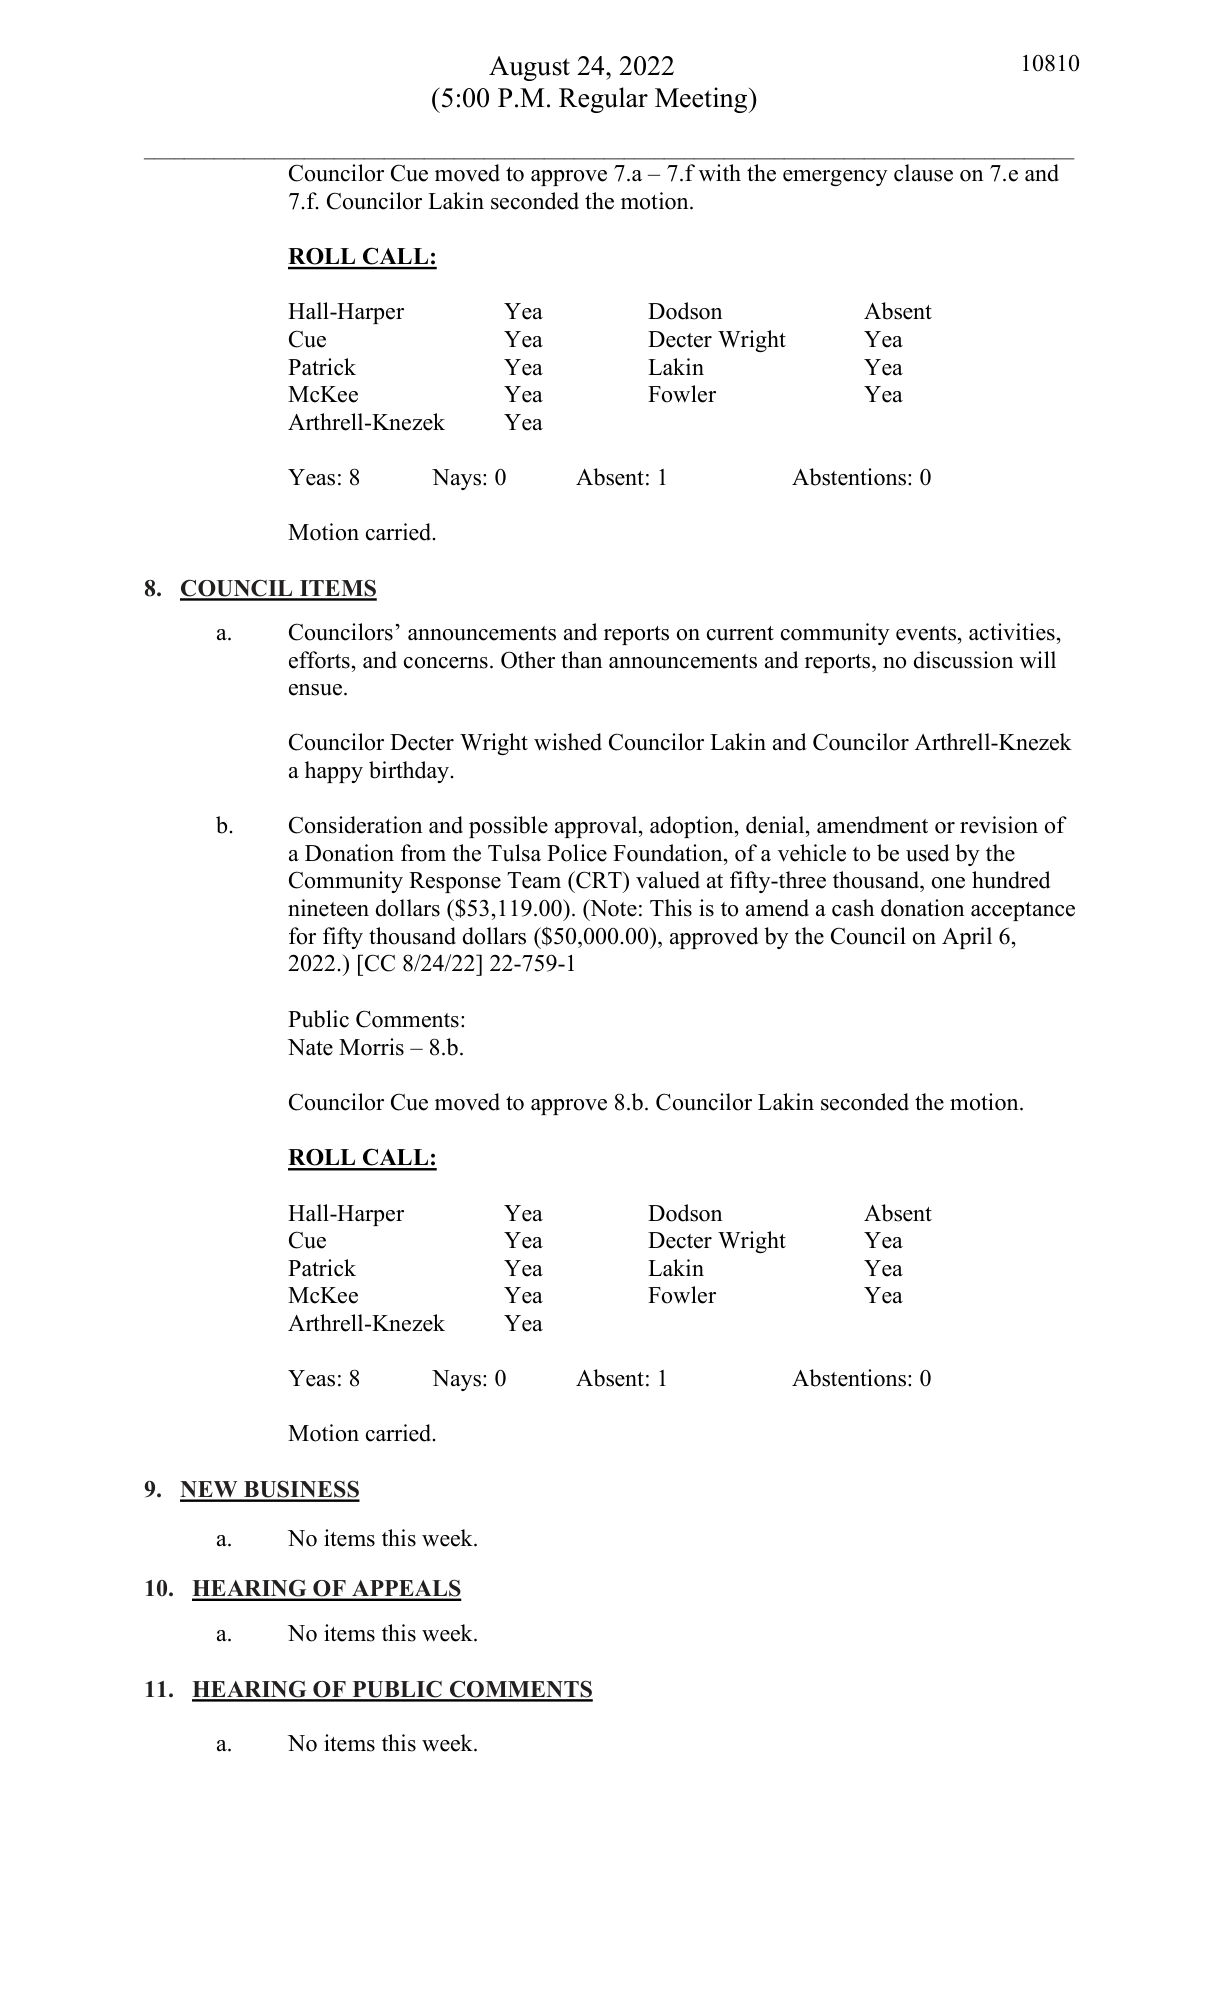 August 24, 2022
10810
(5:00 P.M. Regular Meeting)
Councilor Cue moved to approve 7.a – 7.f with the emergency clause on 7.e and
7.f. Councilor Lakin seconded the motion.
ROLL CALL:
Hall-Harper Yea Dodson Absent
Cue Yea Decter Wright Yea
Patrick Yea Lakin Yea
McKee Yea Fowler Yea
Arthrell-Knezek Yea
Yeas: 8 Nays: 0 Absent: 1 Abstentions: 0
Motion carried.
8. COUNCIL ITEMS
a. Councilors’ announcements and reports on current community events, activities,
efforts, and concerns. Other than announcements and reports, no discussion will
ensue.
Councilor Decter Wright wished Councilor Lakin and Councilor Arthrell-Knezek
a happy birthday.
b. Consideration and possible approval, adoption, denial, amendment or revision of
a Donation from the Tulsa Police Foundation, of a vehicle to be used by the
Community Response Team (CRT) valued at fifty-three thousand, one hundred
nineteen dollars ($53,119.00). (Note: This is to amend a cash donation acceptance
for fifty thousand dollars ($50,000.00), approved by the Council on April 6,
2022.) [CC 8/24/22] 22-759-1
Public Comments:
Nate Morris – 8.b.
Councilor Cue moved to approve 8.b. Councilor Lakin seconded the motion.
ROLL CALL:
Hall-Harper Yea Dodson Absent
Cue Yea Decter Wright Yea
Patrick Yea Lakin Yea
McKee Yea Fowler Yea
Arthrell-Knezek Yea
Yeas: 8 Nays: 0 Absent: 1 Abstentions: 0
Motion carried.
9. NEW BUSINESS
a. No items this week.
10. HEARING OF APPEALS
a. No items this week.
11. HEARING OF PUBLIC COMMENTS
a. No items this week.